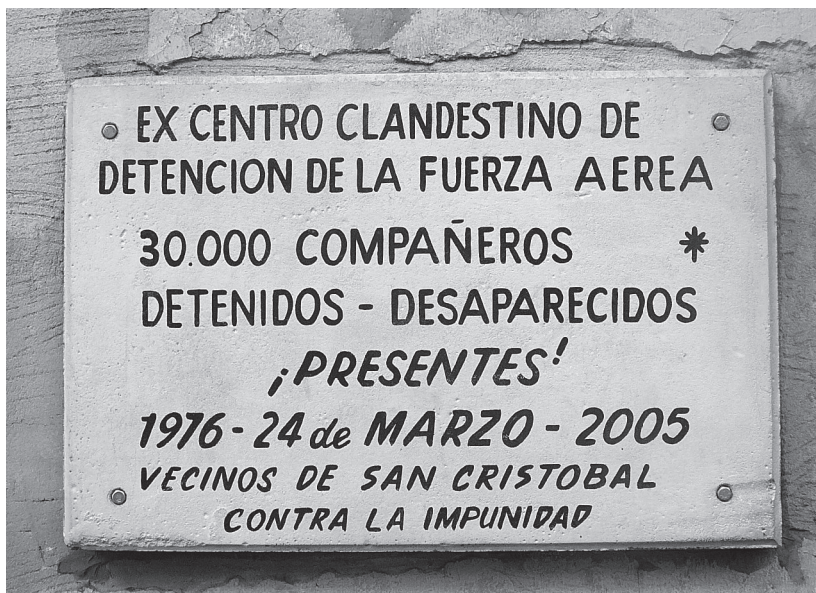 EX CENTRO CLANDESTINO DE
DETENCION DE LA FUERZA AEREA
30.000 COMPAÑEROS *
DETENIDOS - DESAPARECIDOS
¡PRESENTES!
1976 - 24 de MARZO - 2005
VECINOS DE SAN CRISTOBAL
CONTRA LA IMPUNIDAD